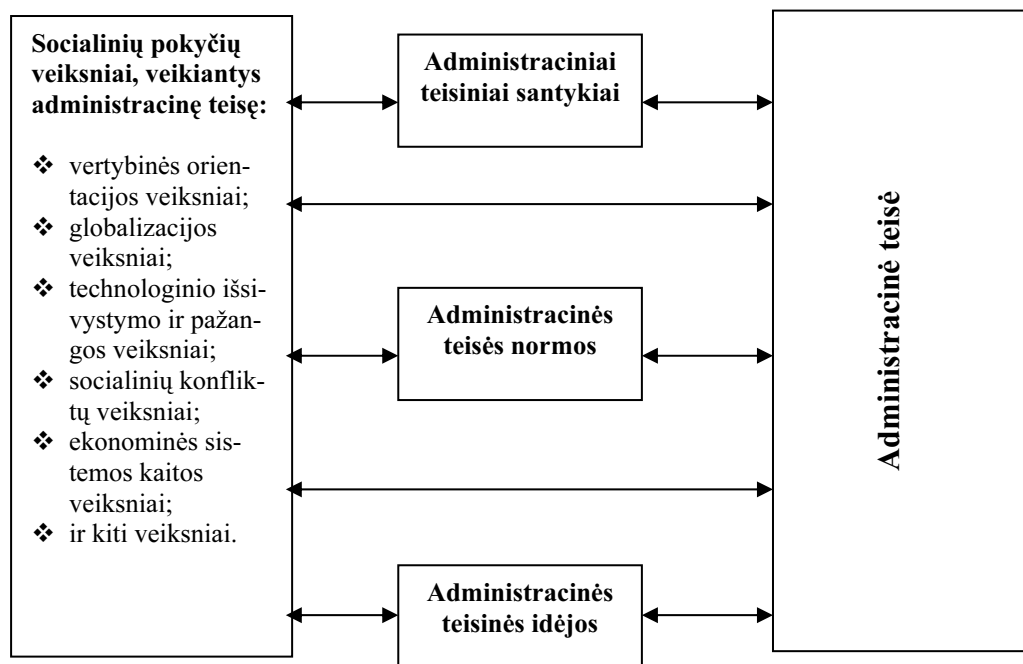 Socialinių pokyčių
veiksniai, veikiantys
administracinę teisę:
❖ vertybinės orien-
tacijos veiksniai;
❖ globalizacijos
veiksniai;
❖ technologinio išsi-
vystymo ir pažan-
gos veiksniai;
❖ socialinių konflik-
tų veiksniai;
❖ ekonominės sis-
temos kaitos
veiksniai;
❖ ir kiti veiksniai.
Administraciniai
teisiniai santykiai
Administracinės
teisės normos
Administracinės
teisinės idėjos
Administracinė teisė